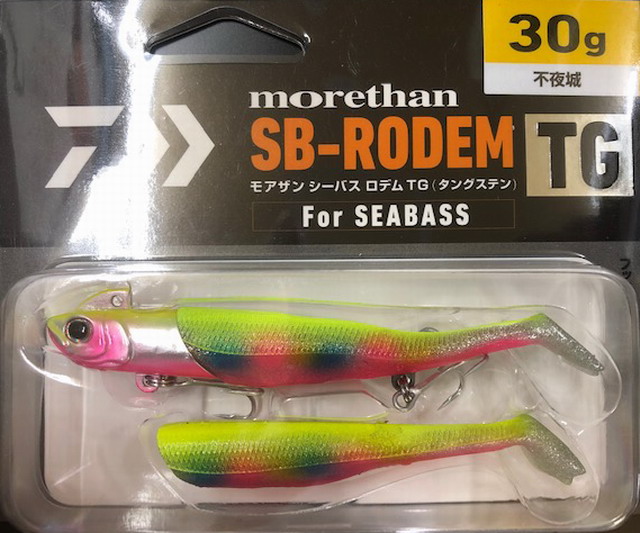 30g
不夜城
morethan
SB-RODEM TG
モアザン シーバス ロデム TG(タングステン)
For SEABASS